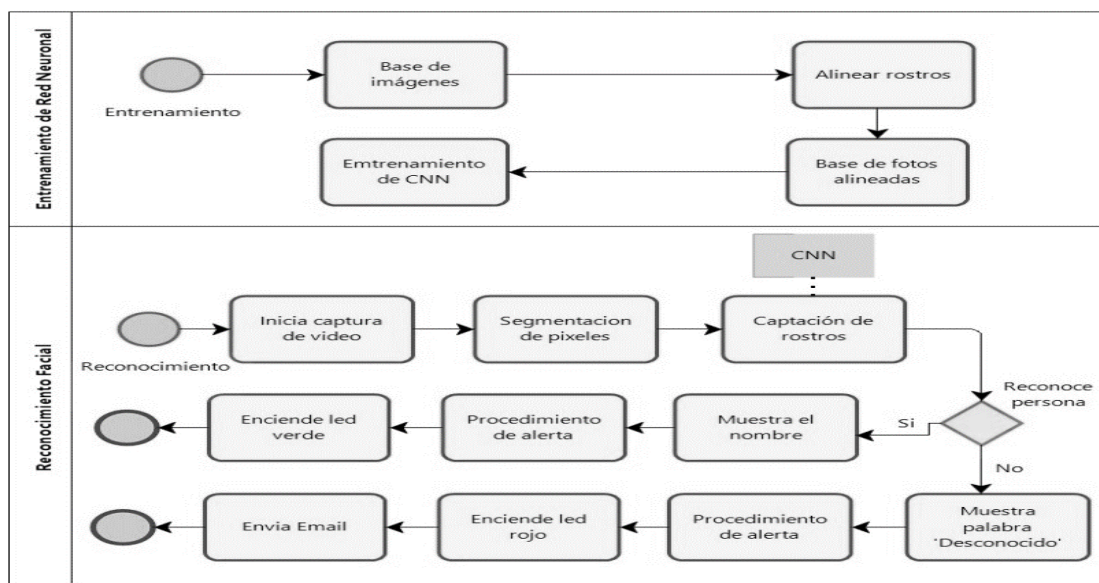 Entrenamiento de Red Neuronal
Base de
imágenes
Alinear rostros
Entrenamiento
Emtrenamiento
de CNN
Base de fotos
alineadas
Reconocimiento Facial
CNN
Inicia captura
de video
Segmentacion
de pixeles
Captación de
rostros
Reconocimiento
Reconoce
persona
Enciende led
verde
Procedimiento
de alerta
Muestra el
nombre
Si
No
Envia Email
Enciende led
rojo
Procedimiento
de alerta
Muestra
palabra
'Desconocido'